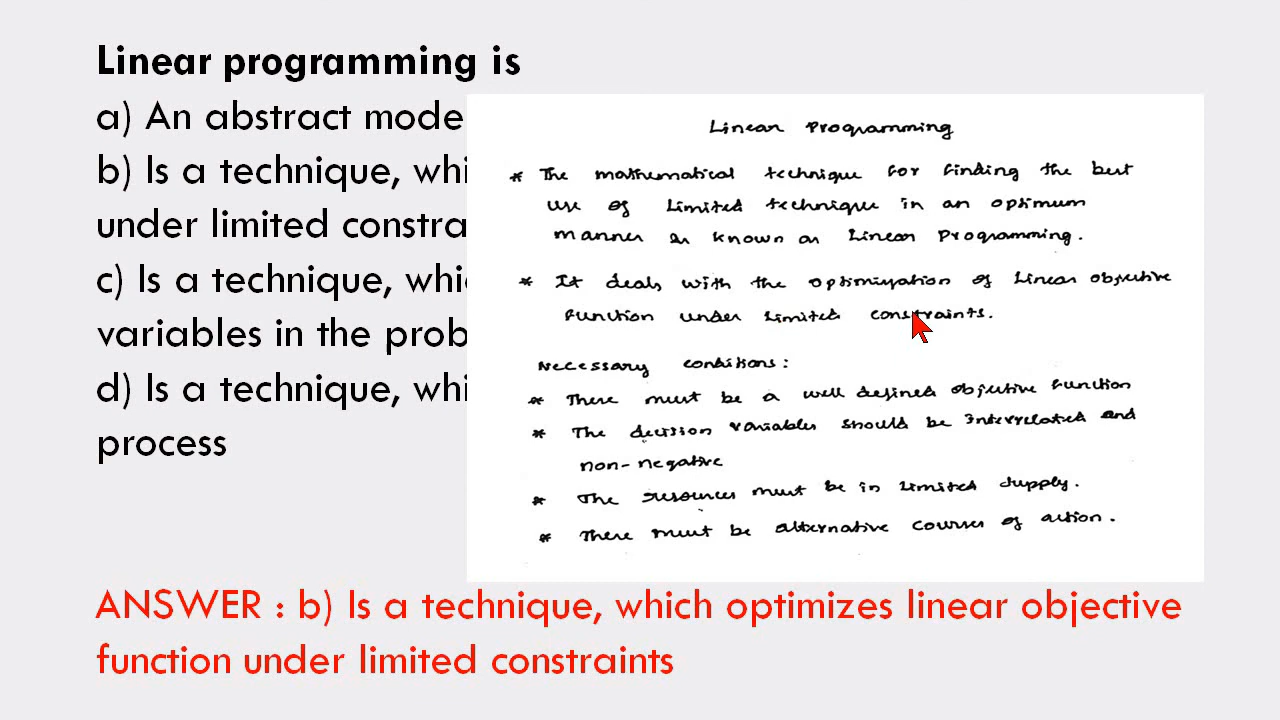 Linear programming is
a) An abstract mode
b) Is a technique, whi
under limited constra
c) Is a technique, whic
variables in the prob
d) Is a technique, whi
process
Linear Programming
* The mathematical technique for finding the best
use of limited technique in an optimum
manner is known as Linear Programming.
* It deals with the optimization of linear objective
function under limited constraints.
Necessary conditions:
* There must be a well defined objective function
* The decision variables should be interrelated and
non-negative
* The resources must be in limited supply.
* There must be alternative courses of action.
ANSWER : b) Is a technique, which optimizes linear objective
function under limited constraints